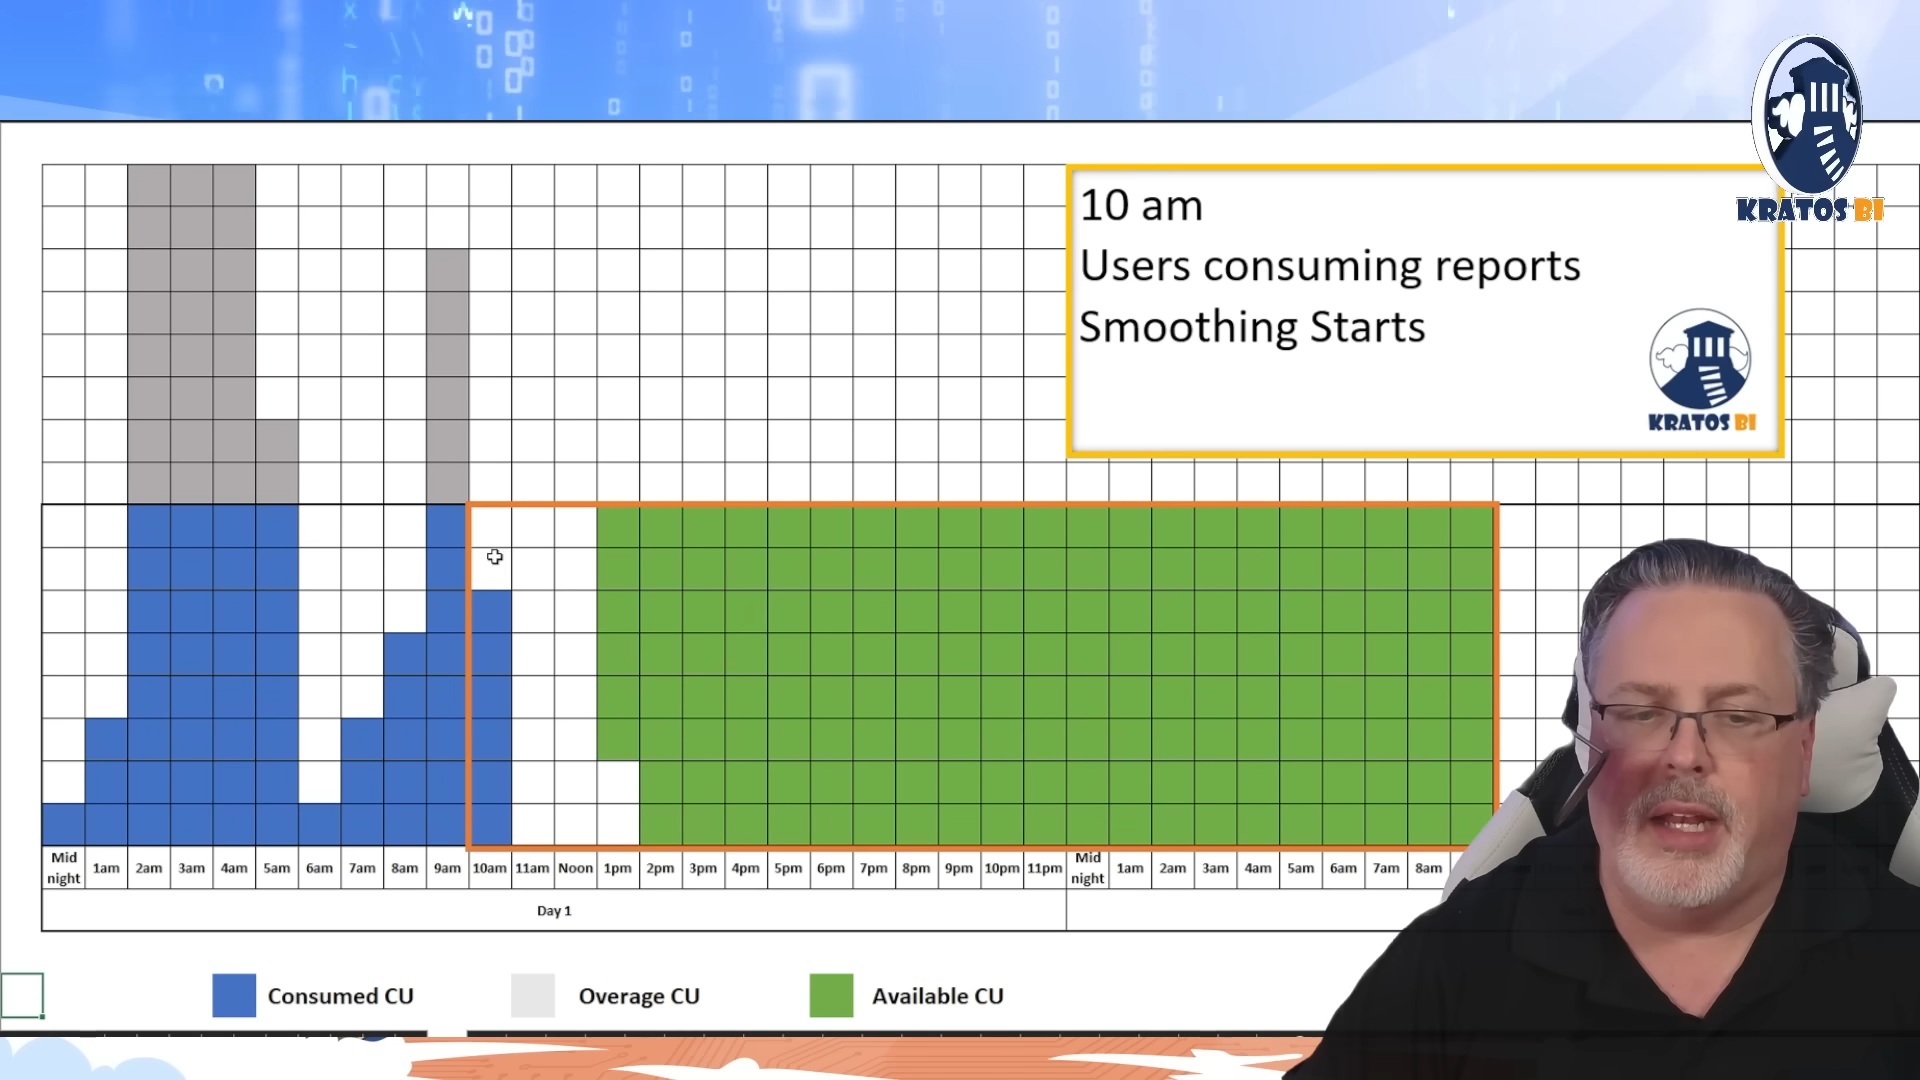 KRATOS BI
10 am
Users consuming reports
Smoothing Starts
KRATOS BI
Mid night 1am 2am 3am 4am 5am 6am 7am 8am 9am 10am 11am Noon 1pm 2pm 3pm 4pm 5pm 6pm 7pm 8pm 9pm 10pm 11pm Mid night 1am 2am 3am 4am 5am 6am 7am 8am
Day 1
Consumed CU Overage CU Available CU